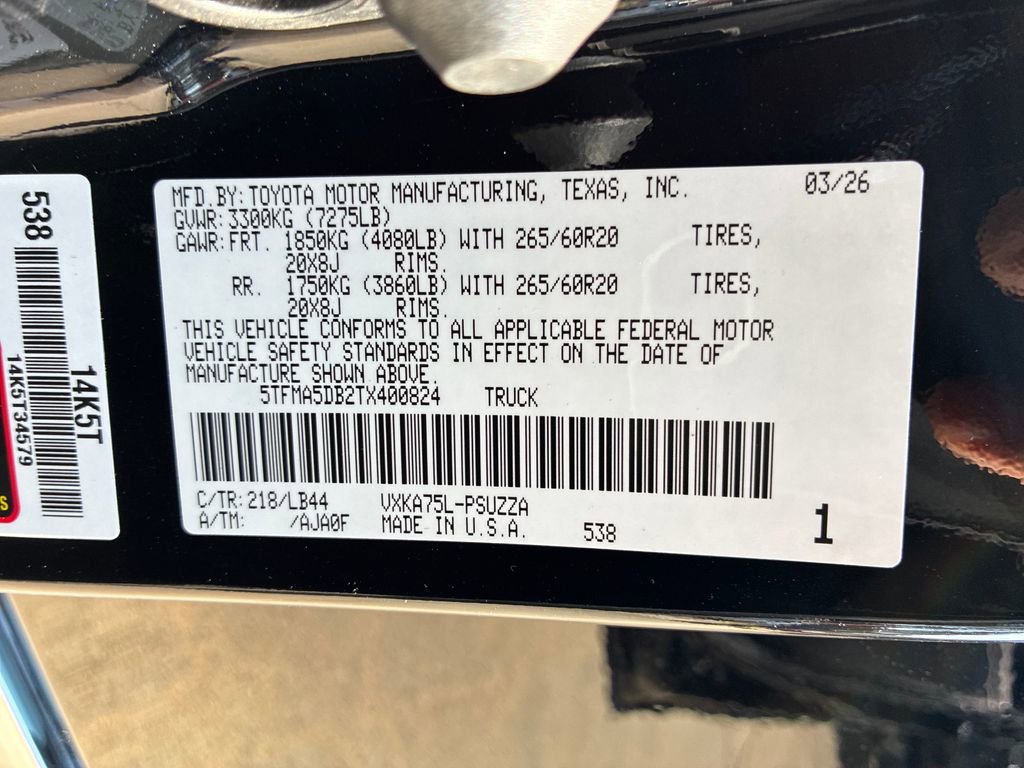 MFD. BY: TOYOTA MOTOR MANUFACTURING, TEXAS, INC. 03/26
GVWR: 3300KG (7275LB)
GAWR: FRT. 1850KG (4080LB) WITH 265/60R20 TIRES,
20X8J RIMS.
RR. 1750KG (3860LB) WITH 265/60R20 TIRES,
20X8J RIMS.
THIS VEHICLE CONFORMS TO ALL APPLICABLE FEDERAL MOTOR
VEHICLE SAFETY STANDARDS IN EFFECT ON THE DATE OF
MANUFACTURE SHOWN ABOVE.
5TFMA5DB2TX400824 TRUCK
C/TR: 218/LB44 VXKA75L-PSUZZA
A/TM: /AJA0F MADE IN U.S.A. 538
1
538
14K5T
14K5T34579
S